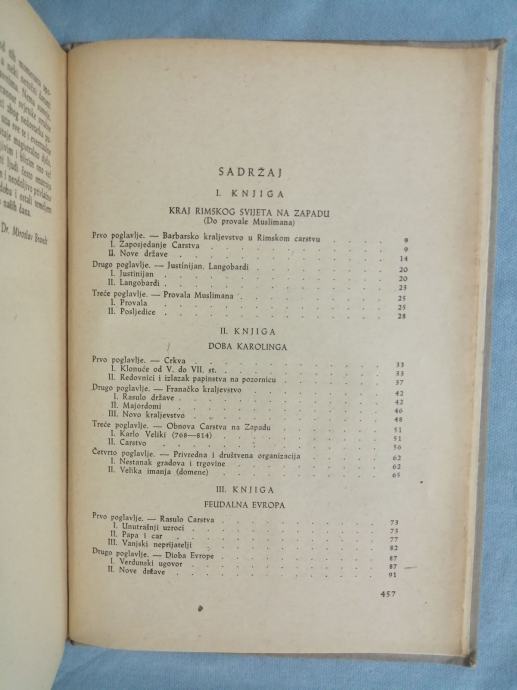 Dr. Miroslav Brandt
SADRŽAJ
I. KNJIGA
KRAJ RIMSKOG SVIJETA NA ZAPADU
(Do provale Muslimana)
Prvo poglavlje. — Barbarsko kraljevstvo u Rimskom carstvu . . 9
I. Zaposjedanje Carstva . . . 9
II. Nove države . . . 14
Drugo poglavlje. — Justinijan, Langobardi . . . 20
I. Justinijan . . . 20
II. Langobardi . . . 23
Treće poglavlje. — Provala Muslimana . . . 25
I. Provala . . . 25
II. Posljedice . . . 28
II. KNJIGA
DOBA KAROLINGA
Prvo poglavlje. — Crkva . . . 33
I. Klonuće od V. do VII. st. . . . 33
II. Redovnici i izlazak papinstva na pozornicu . . . 37
Drugo poglavlje. — Franačko kraljevstvo . . . 42
I. Rasulo države . . . 42
II. Majordomi . . . 46
III. Novo kraljevstvo . . . 48
Treće poglavlje. — Obnova Carstva na Zapadu . . . 51
I. Karlo Veliki (768—814) . . . 51
II. Carstvo . . . 56
Četvrto poglavlje. — Privredna i društvena organizacija . . . 62
I. Nestanak gradova i trgovine . . . 62
II. Velika imanja (domene) . . . 65
III. KNJIGA
FEUDALNA EVROPA
Prvo poglavlje. — Rasulo Carstva . . . 73
I. Unutrašnji uzroci . . . 73
II. Papa i car . . . 77
III. Vanjski neprijatelji . . . 82
Drugo poglavlje. — Dioba Evrope . . . 87
I. Verdunski ugovor . . . 87
II. Nove države . . . 91
457